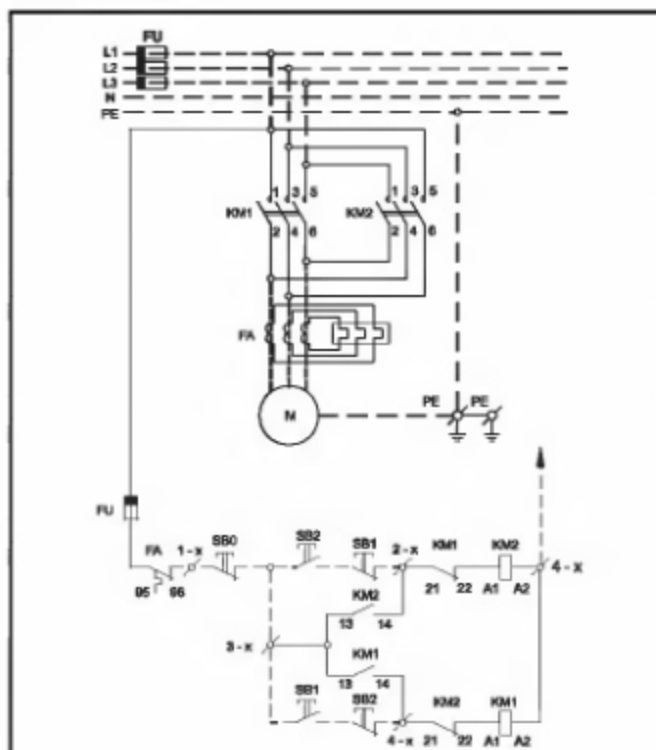 FU
L1
L2
L3
N
PE
1 3 5 1 3 5
KM1 KM2
2 4 6 2 4 6
FA
M PE PE
FU
FA 1-x SB0 SB2 SB1 2-x KM1 KM2 4-x
95 96 21 22 A1 A2
KM2
13 14
3-x
KM1
13 14
SB1 SB2 KM2 KM1
4-x 21 22 A1 A2